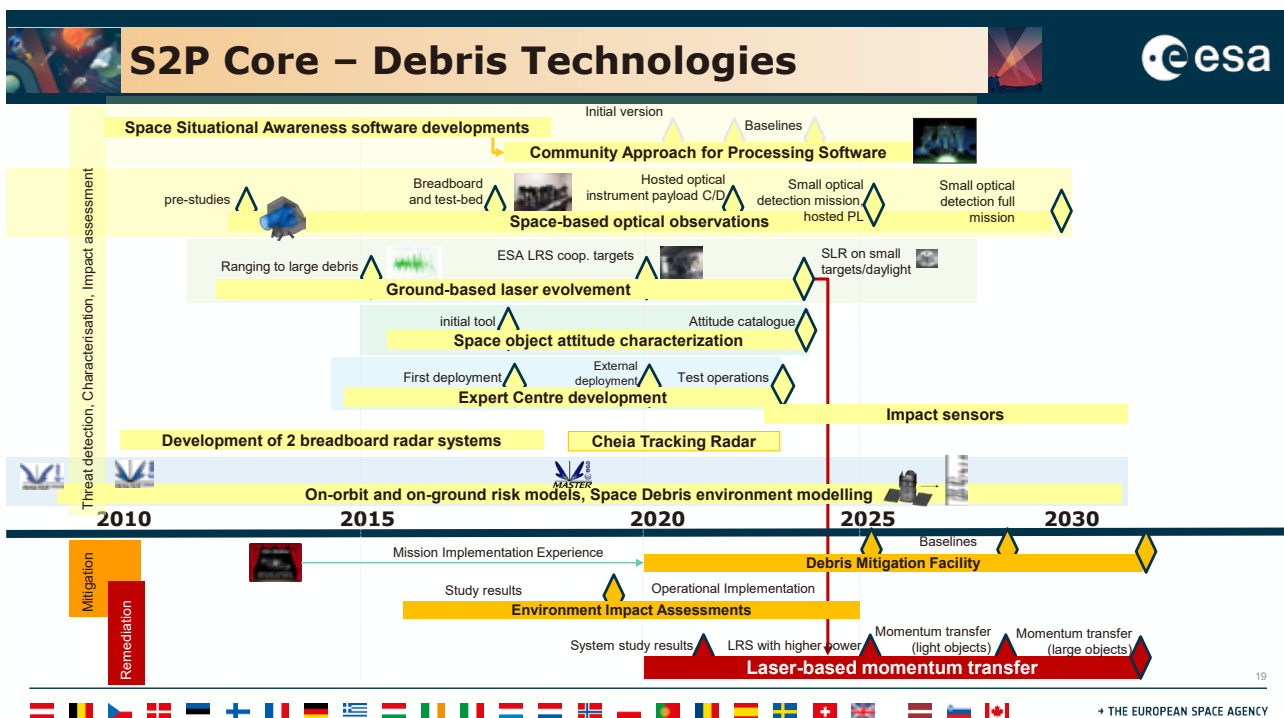 S2P Core – Debris Technologies
esa
Threat detection, Characterisation, Impact assessment
Initial version
Space Situational Awareness software developments
Baselines
Community Approach for Processing Software
pre-studies
Breadboard
and test-bed
Hosted optical
instrument payload C/D
Small optical
detection mission,
hosted PL
Small optical
detection full
mission
Space-based optical observations
Ranging to large debris
ESA LRS coop. targets
SLR on small
targets/daylight
Ground-based laser evolvement
initial tool
Attitude catalogue
Space object attitude characterization
First deployment
External
deployment
Test operations
Expert Centre development
Impact sensors
Development of 2 breadboard radar systems
Cheia Tracking Radar
MASTER
esa
On-orbit and on-ground risk models, Space Debris environment modelling
2010
2015
2020
2025
2030
Mitigation
Mission Implementation Experience
Baselines
Debris Mitigation Facility
Study results
Operational Implementation
Environment Impact Assessments
Remediation
System study results
LRS with higher power
Momentum transfer
(light objects)
Momentum transfer
(large objects)
Laser-based momentum transfer
19
→ THE EUROPEAN SPACE AGENCY